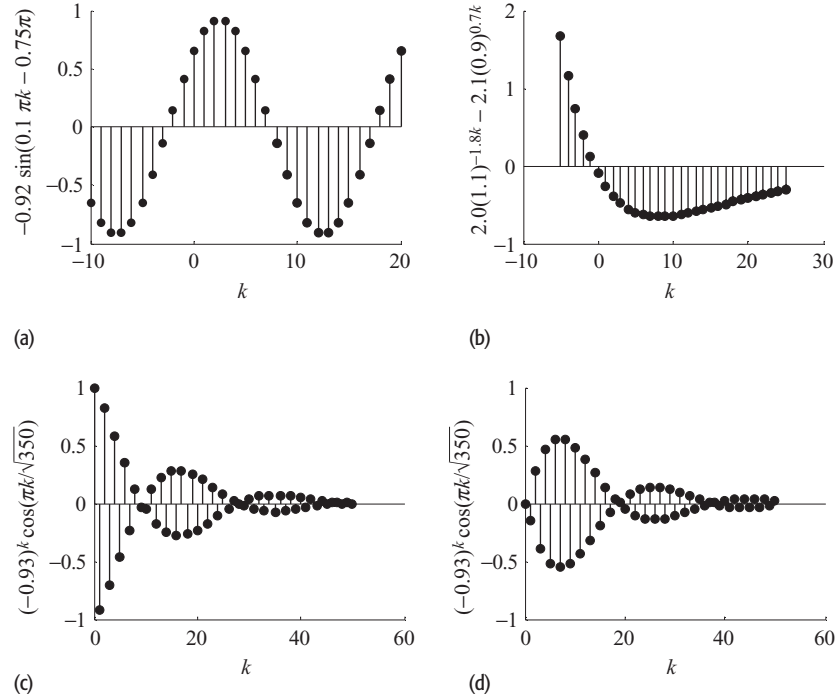 −0.92 sin(0.1 πk − 0.75π)
1
0.5
0
−0.5
−1
−10 0 10 20
k
(a)
2.0(1.1)^−1.8k − 2.1(0.9)^0.7k
2
1
0
−1
−10 0 10 20 30
k
(b)
(−0.93)^k cos(πk/√350)
1
0.5
0
−0.5
−1
0 20 40 60
k
(c)
(−0.93)^k cos(πk/√350)
1
0.5
0
−0.5
−1
0 20 40 60
k
(d)